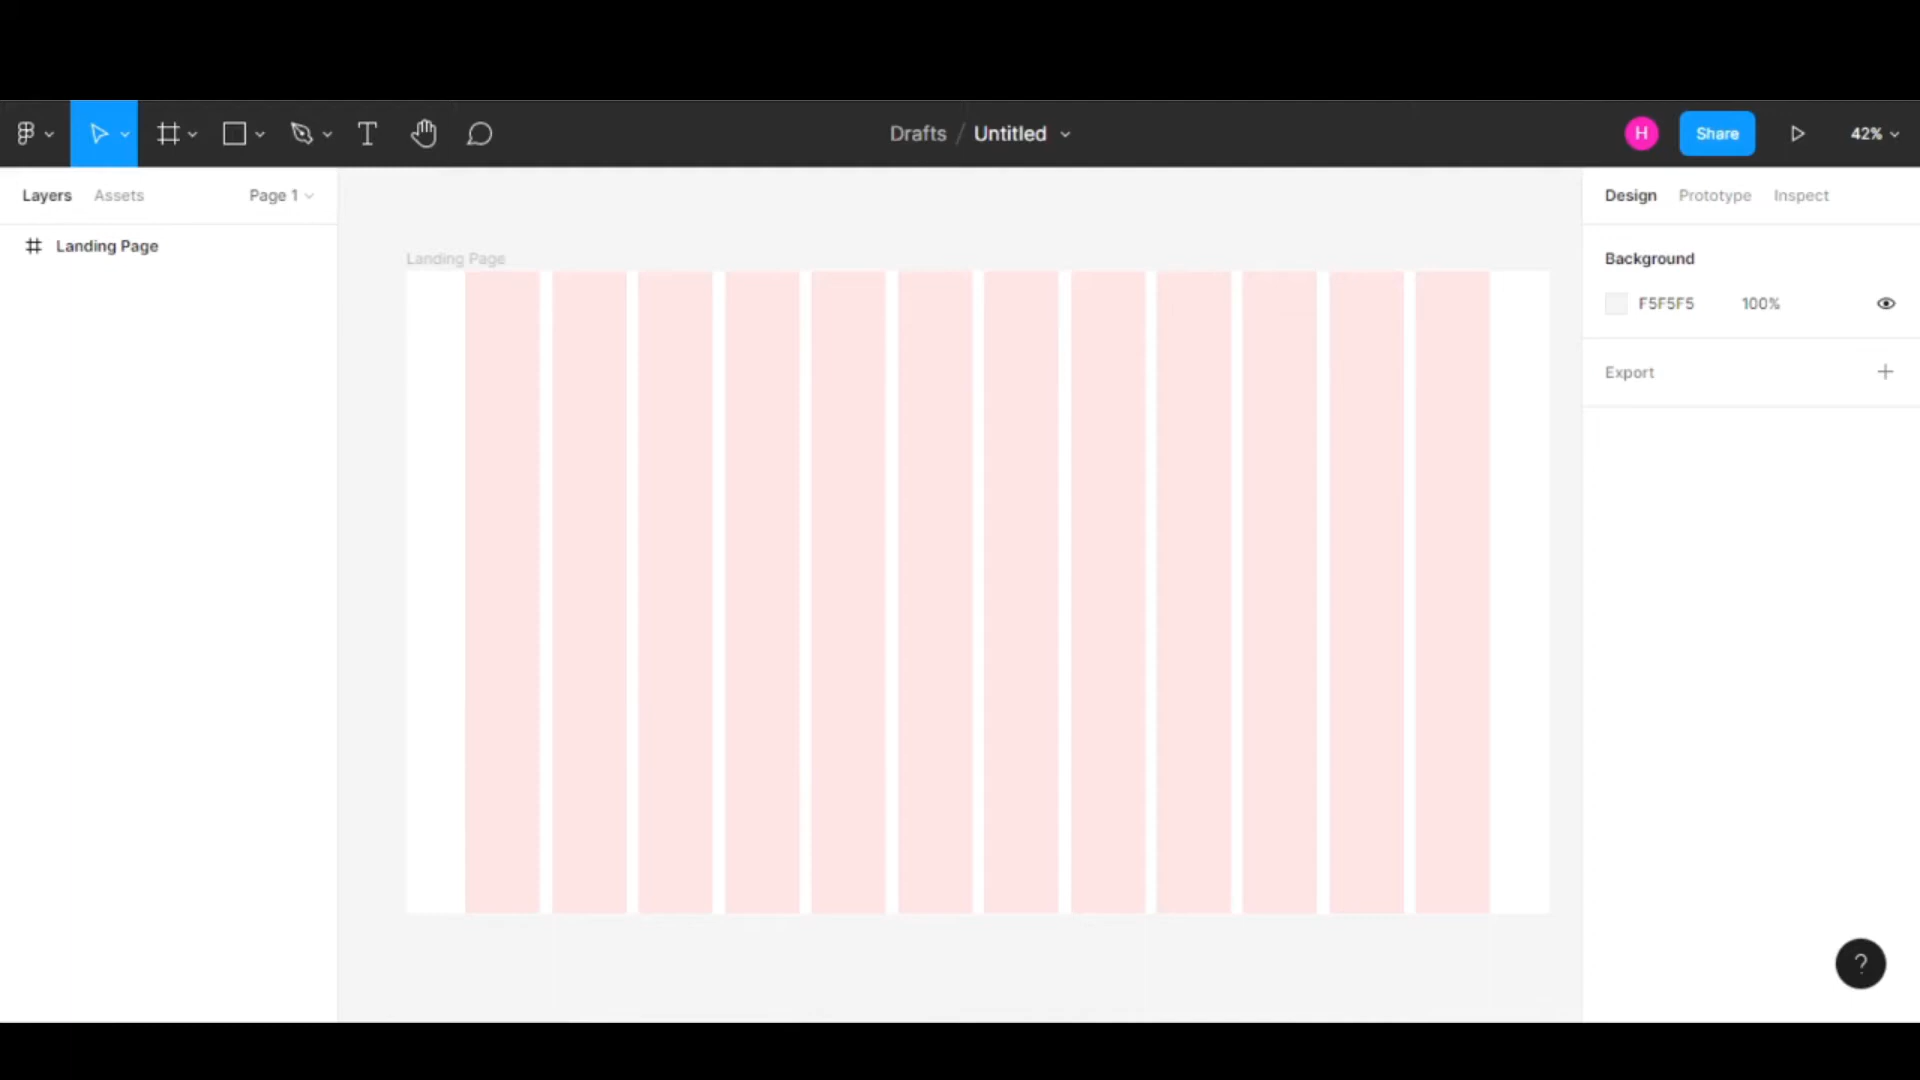 Drafts / Untitled
H
Share
42%
Layers
Assets
Page 1
Landing Page
Landing Page
Design
Prototype
Inspect
Background
F5F5F5
100%
Export
?